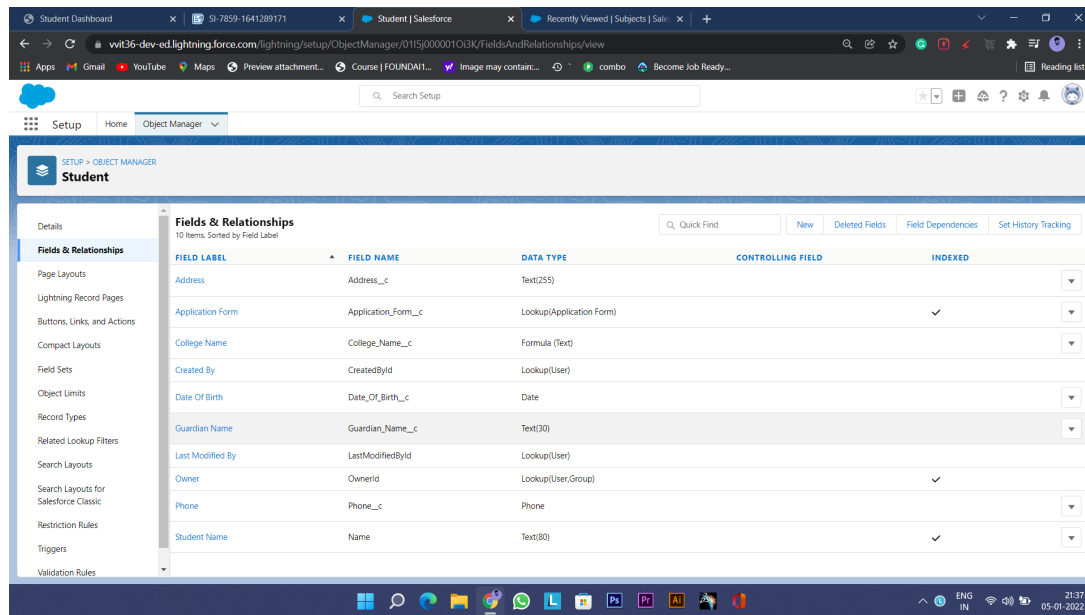 Student Dashboard
SI-7859-1641289171
Student | Salesforce
Recently Viewed | Subjects | Sale
vvit36-dev-ed.lightning.force.com/lightning/setup/ObjectManager/01I5j000001Oi3K/FieldsAndRelationships/view
Apps Gmail YouTube Maps Preview attachment... Course | FOUNDAI1... Image may contain:... combo Become Job Ready... Reading list
Search Setup
Setup Home Object Manager
SETUP > OBJECT MANAGER
Student
Details
Fields & Relationships
Page Layouts
Lightning Record Pages
Buttons, Links, and Actions
Compact Layouts
Field Sets
Object Limits
Record Types
Related Lookup Filters
Search Layouts
Search Layouts for
Salesforce Classic
Restriction Rules
Triggers
Validation Rules
Fields & Relationships
10 Items. Sorted by Field Label
Quick Find New Deleted Fields Field Dependencies Set History Tracking
FIELD LABEL FIELD NAME DATA TYPE CONTROLLING FIELD INDEXED
Address Address__c Text(255)
Application Form Application_Form__c Lookup(Application Form)
College Name College_Name__c Formula (Text)
Created By CreatedById Lookup(User)
Date Of Birth Date_Of_Birth__c Date
Guardian Name Guardian_Name__c Text(30)
Last Modified By LastModifiedById Lookup(User)
Owner OwnerId Lookup(User,Group)
Phone Phone__c Phone
Student Name Name Text(80)
L Ps Pr Ai
ENG
IN
21:37
05-01-2022